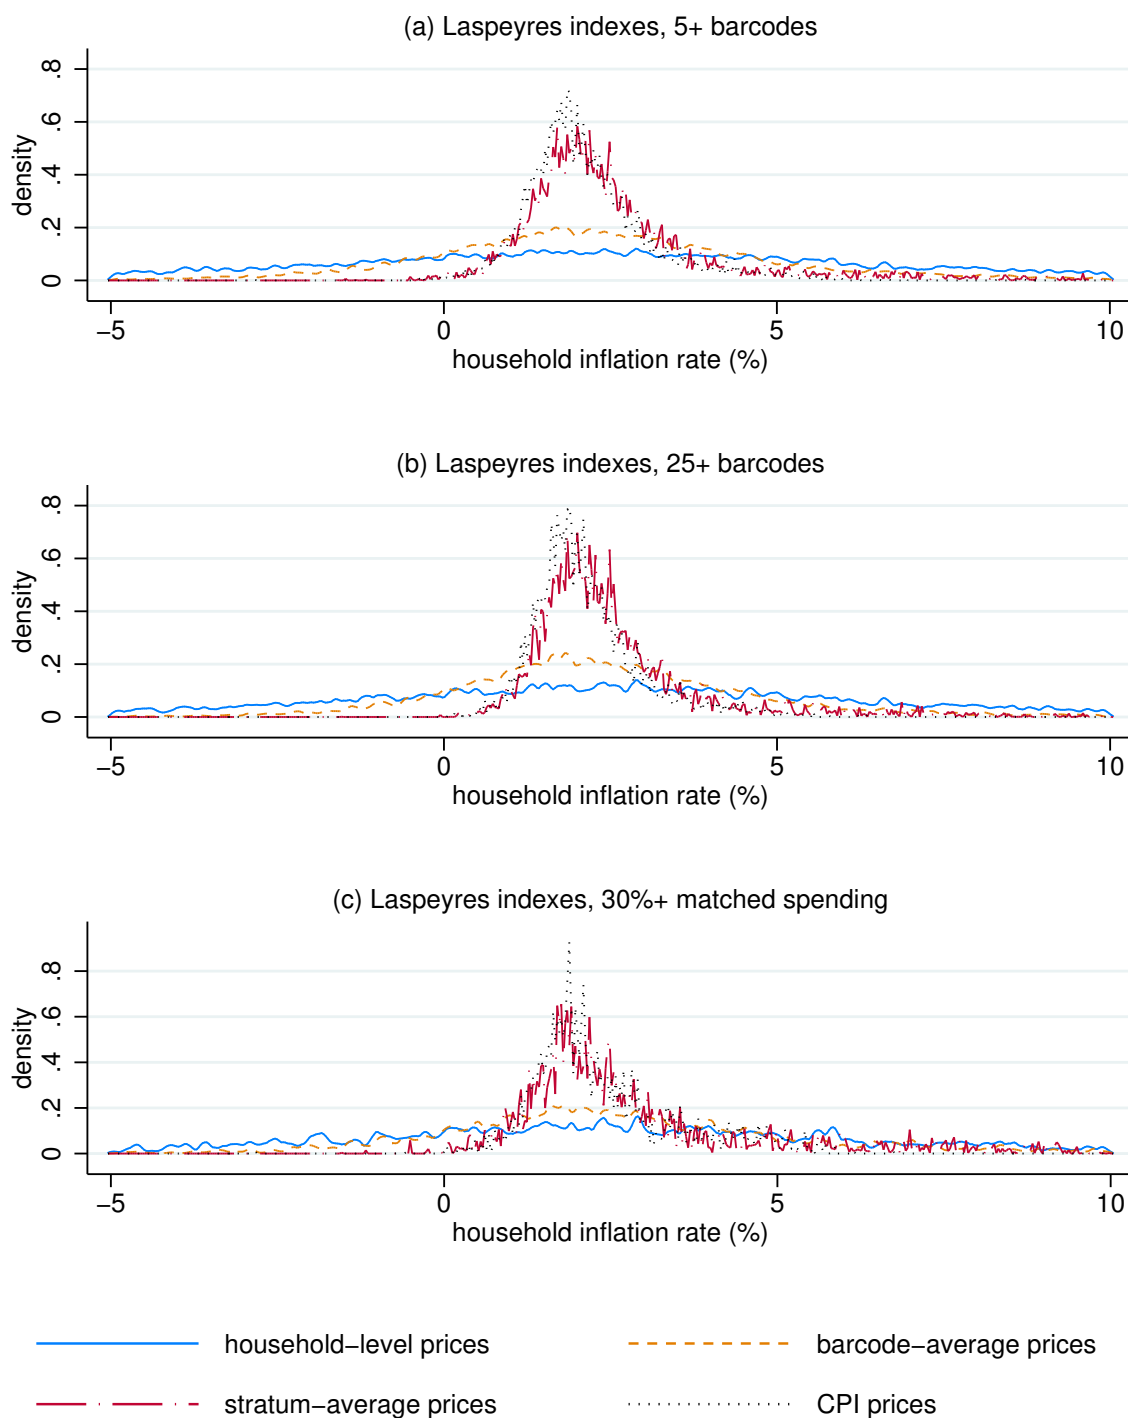 (a) Laspeyres indexes, 5+ barcodes
density
0 .2 .4 .6 .8
−5 0 5 10
household inflation rate (%)
(b) Laspeyres indexes, 25+ barcodes
density
0 .2 .4 .6 .8
−5 0 5 10
household inflation rate (%)
(c) Laspeyres indexes, 30%+ matched spending
density
0 .2 .4 .6 .8
−5 0 5 10
household inflation rate (%)
household−level prices barcode−average prices
stratum−average prices CPI prices